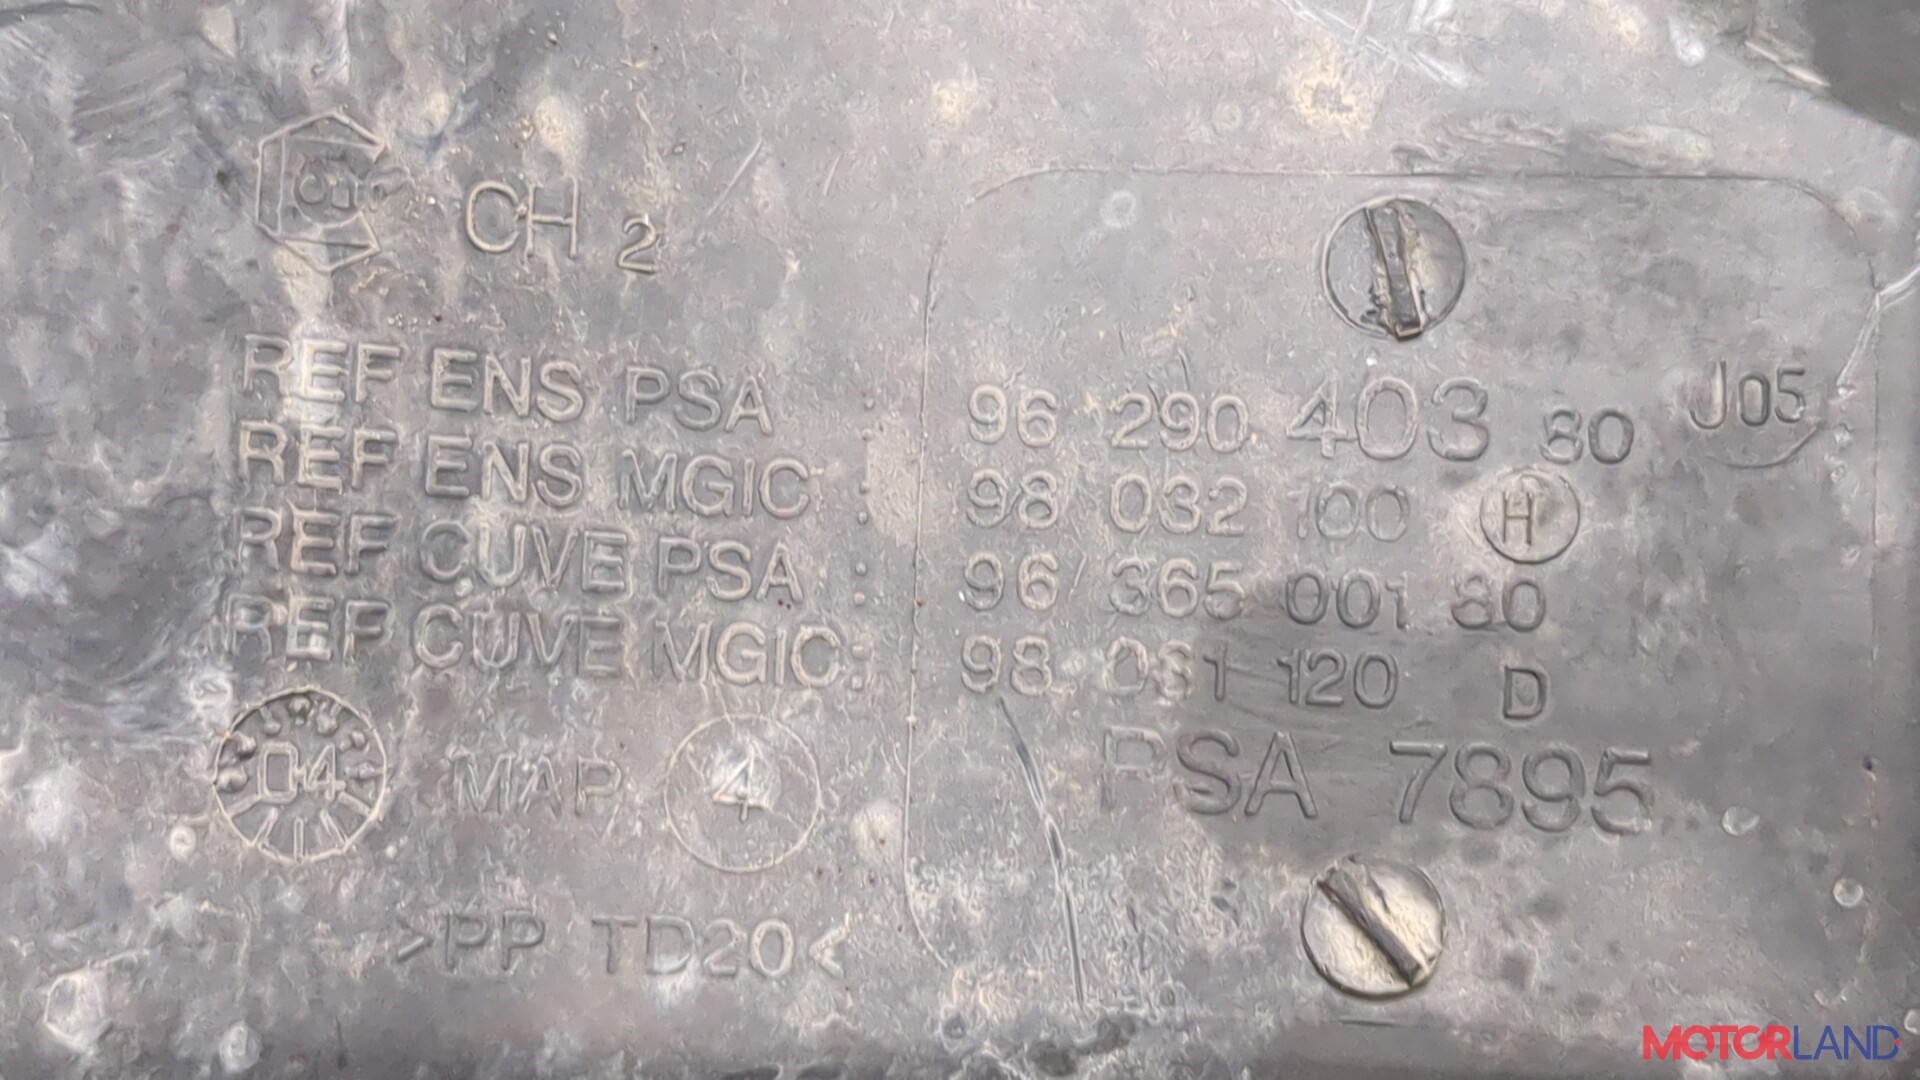 CH 2
REF ENS PSA : 96 290 403 80 J05
REF ENS MGIC : 98 032 100 H
REF CUVE PSA : 96 365 001 80
REF CUVE MGIC : 98 031 120 D
PSA 7895
04 MAP 4
>PP TD20<
MOTORLAND